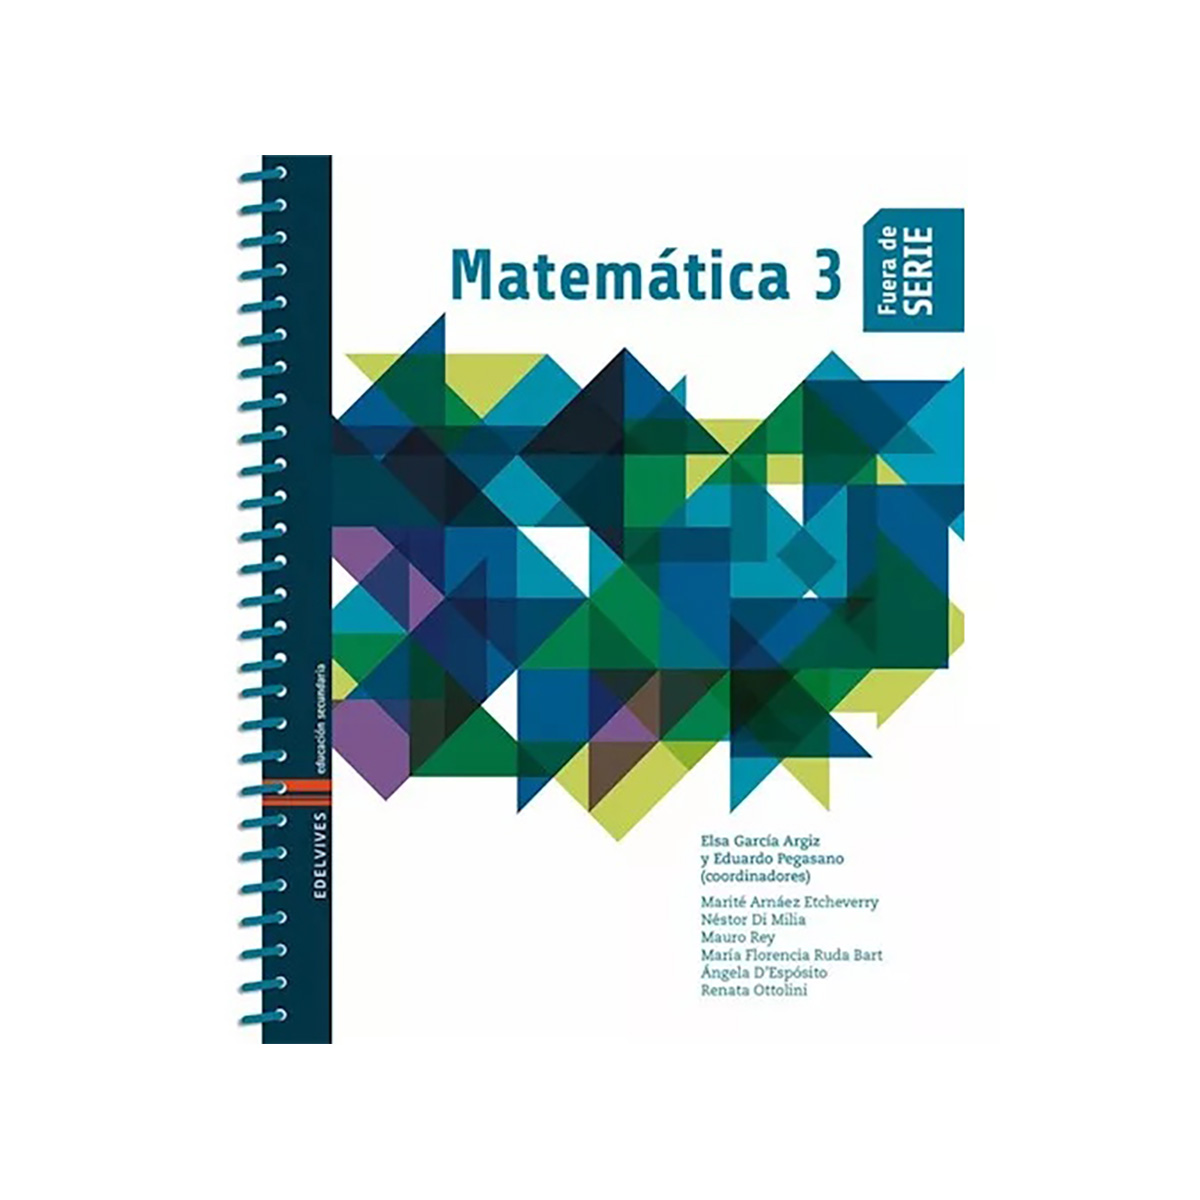 Matemática 3
Fuera de
SERIE
educación secundaria
EDELVIVES
Elsa García Argiz
y Eduardo Pegasano
(coordinadores)
Marité Arnáez Etcheverry
Néstor Di Milia
Mauro Rey
María Florencia Ruda Bart
Ángela D'Espósito
Renata Ottolini